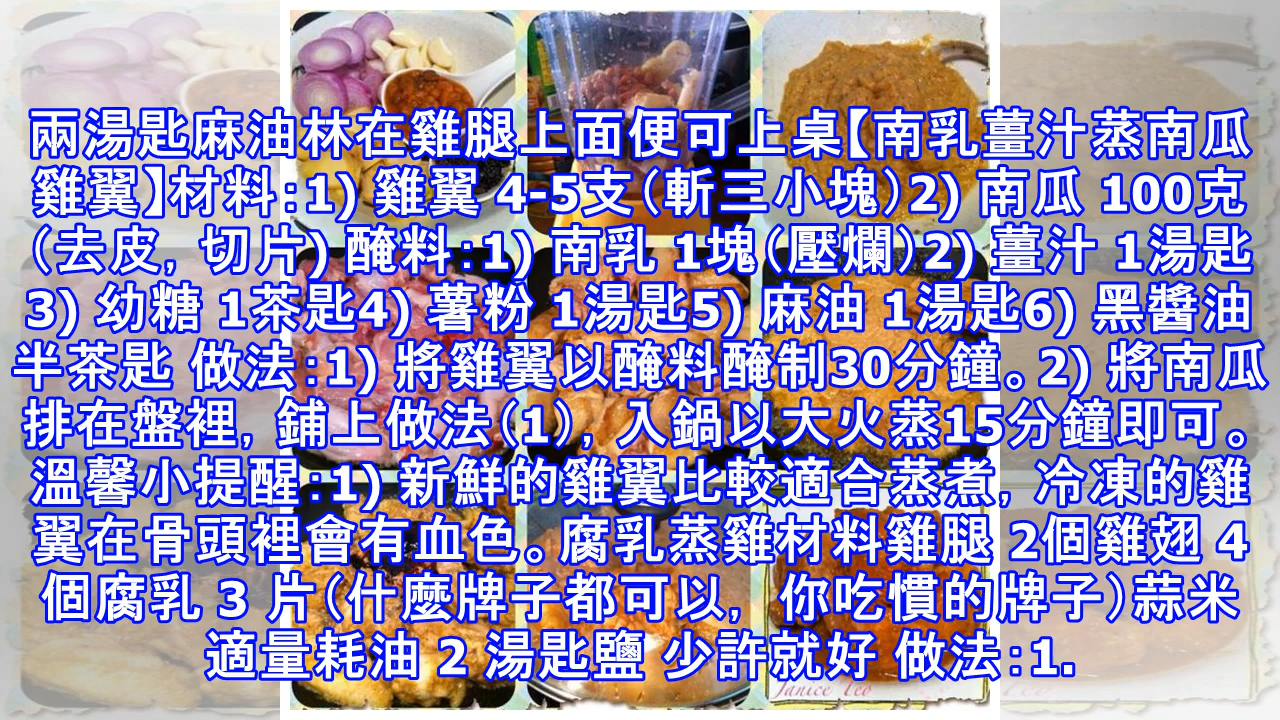 兩湯匙麻油林在雞腿上面便可上桌【南乳薑汁蒸南瓜
雞翼】材料：1) 雞翼 4-5支（斬三小塊）2) 南瓜 100克
（去皮，切片) 醃料：1) 南乳 1塊（壓爛）2) 薑汁 1湯匙
3) 幼糖 1茶匙4) 薯粉 1湯匙5) 麻油 1湯匙6) 黑醬油
半茶匙 做法：1) 將雞翼以醃料醃制30分鐘。2) 將南瓜
排在盤裡，鋪上做法（1），入鍋以大火蒸15分鐘即可。
溫馨小提醒：1) 新鮮的雞翼比較適合蒸煮，冷凍的雞
翼在骨頭裡會有血色。腐乳蒸雞材料雞腿 2個雞翅 4
個腐乳 3 片（什麼牌子都可以，你吃慣的牌子）蒜米
適量耗油 2 湯匙鹽 少許就好 做法：1.
Janice Teo